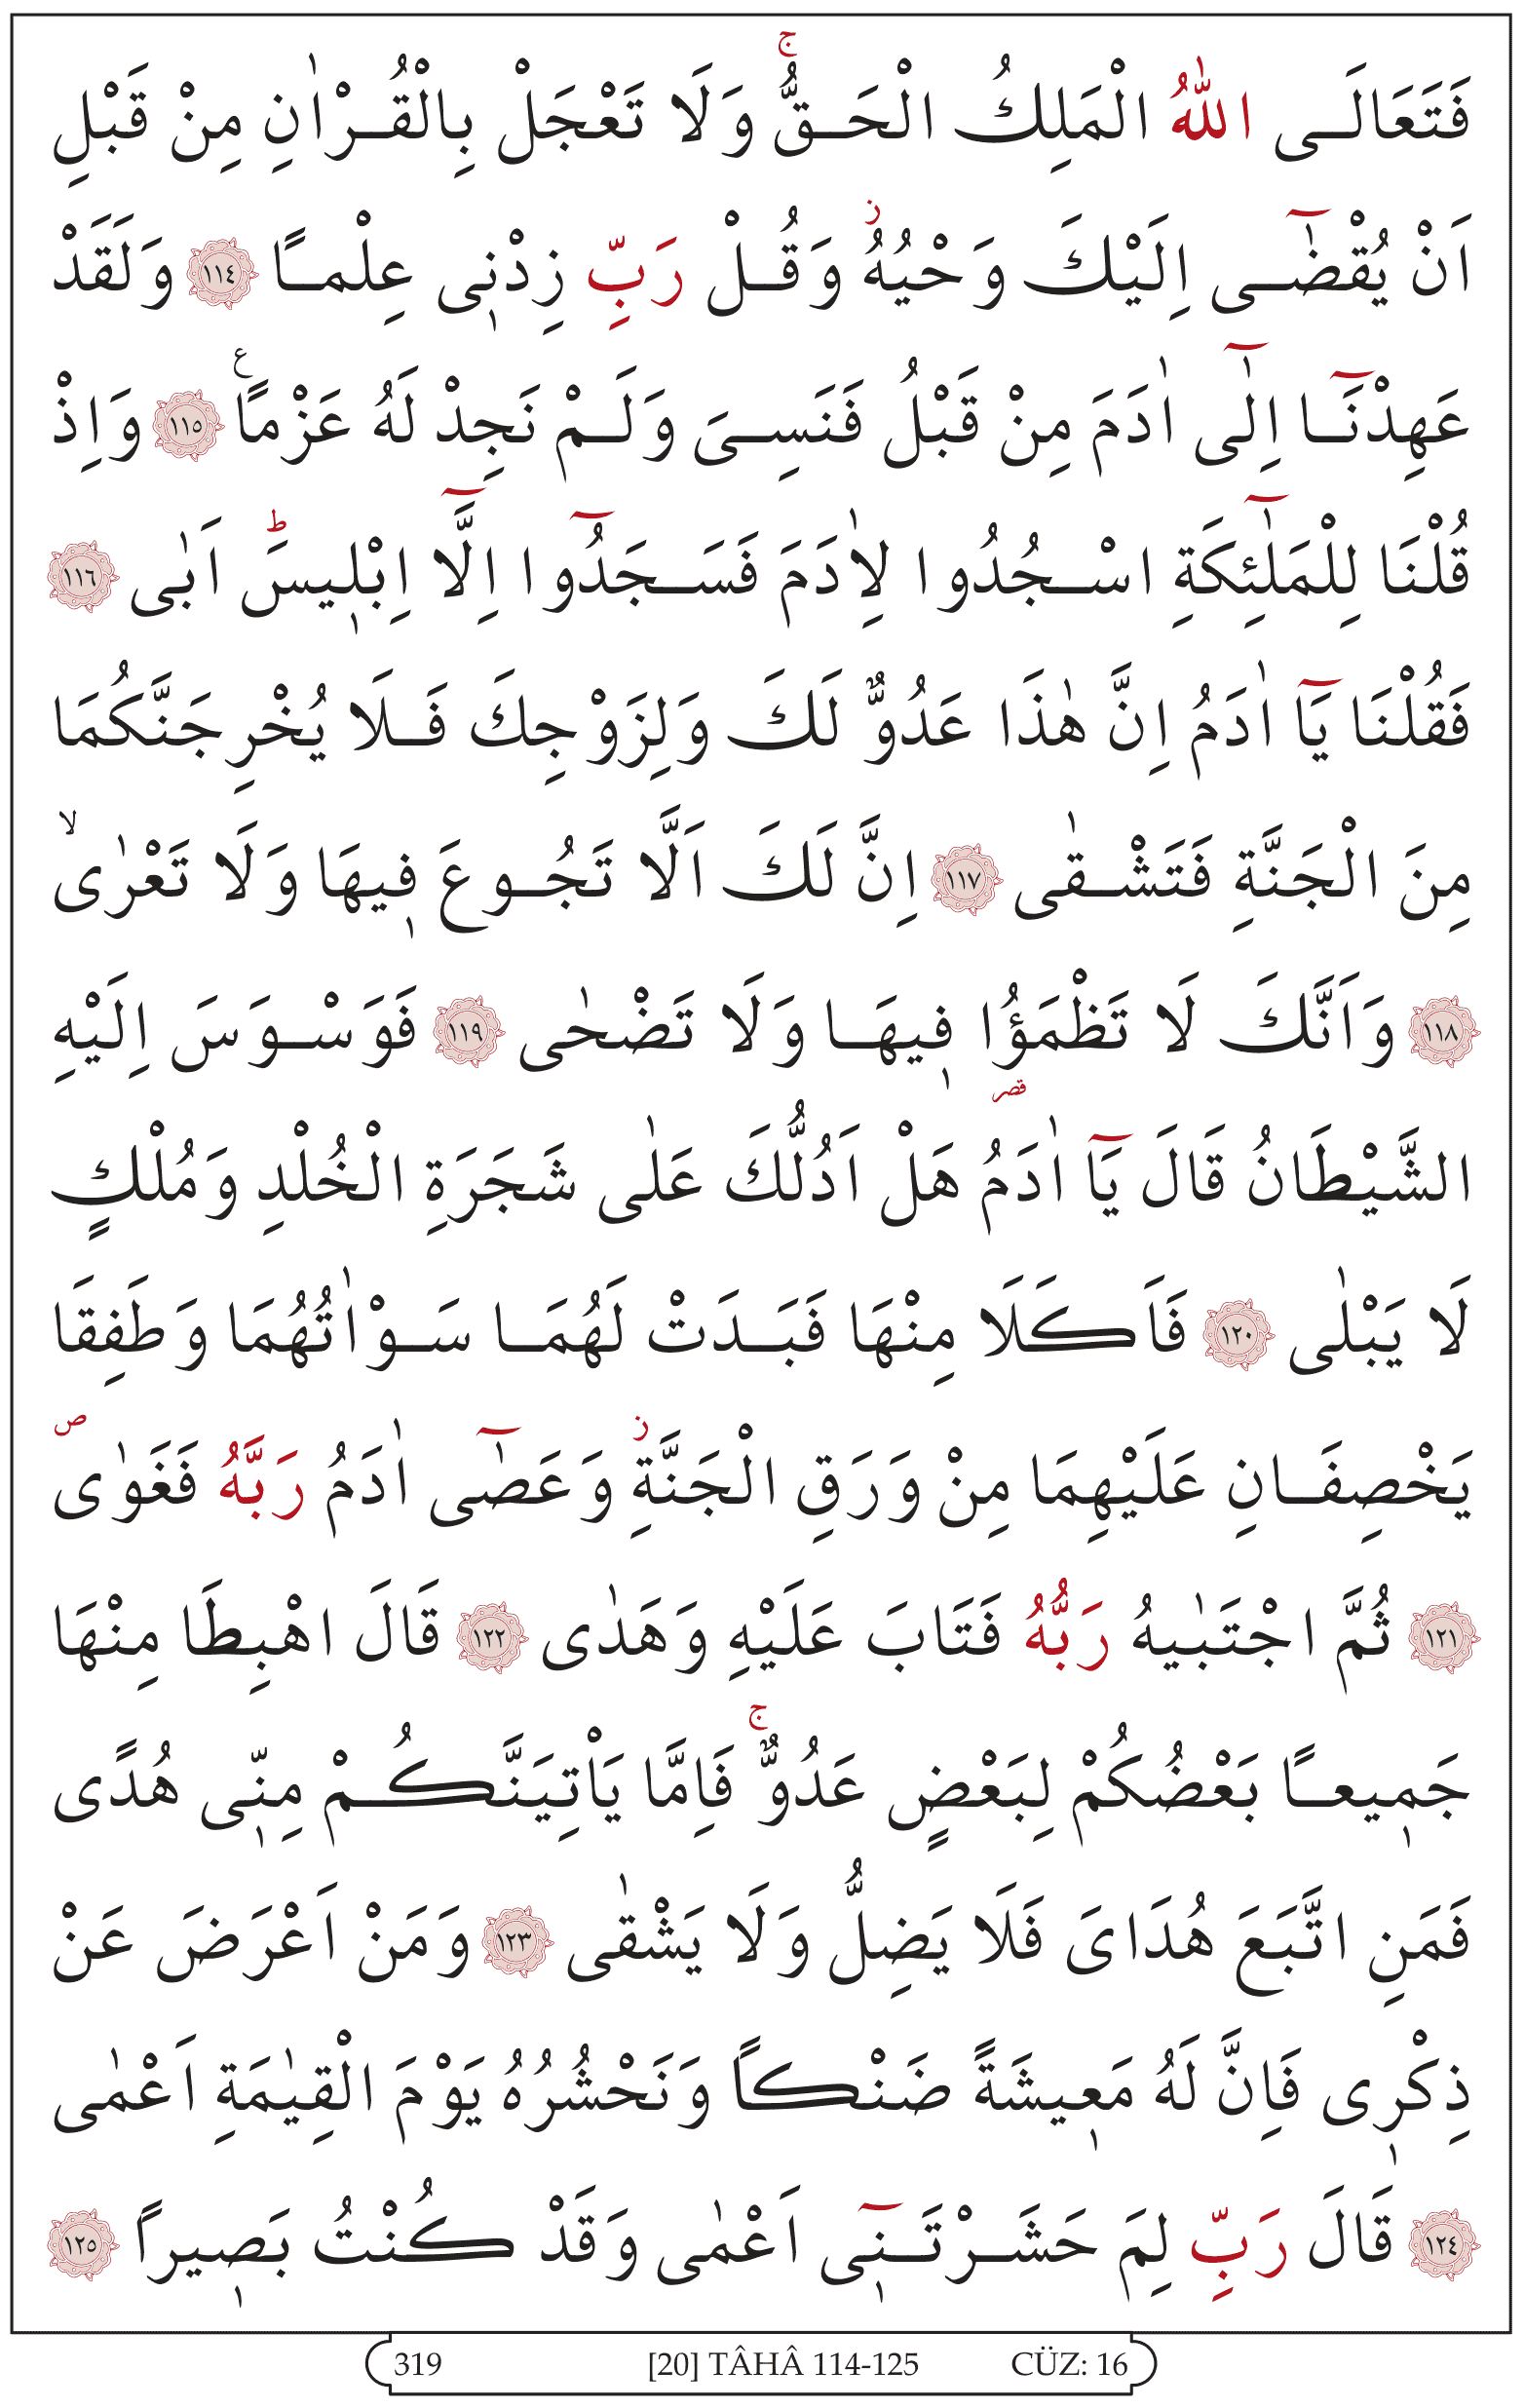 فَتَعَالَى اللّٰهُ الْمَلِكُ الْحَقُّۚ وَلَا تَعْجَلْ بِالْقُرْاٰنِ مِنْ قَبْلِ
اَنْ يُقْضٰٓى اِلَيْكَ وَحْيُهُۘ وَقُلْ رَبِّ زِدْن۪ى عِلْمًا ﴿١١٤﴾ وَلَقَدْ
عَهِدْنَٓا اِلٰٓى اٰدَمَ مِنْ قَبْلُ فَنَسِىَ وَلَمْ نَجِدْ لَهُ عَزْمًا۟ ﴿١١٥﴾ وَاِذْ
قُلْنَا لِلْمَلٰٓئِكَةِ اسْجُدُوا لِاٰدَمَ فَسَجَدُٓوا اِلَّٓا اِبْل۪يسَۜ اَبٰى ﴿١١٦﴾
فَقُلْنَا يَٓا اٰدَمُ اِنَّ هٰذَا عَدُوٌّ لَكَ وَلِزَوْجِكَ فَلَا يُخْرِجَنَّكُمَا
مِنَ الْجَنَّةِ فَتَشْقٰى ﴿١١٧﴾ اِنَّ لَكَ اَلَّا تَجُوعَ ف۪يهَا وَلَا تَعْرٰىۙ
﴿١١٨﴾ وَاَنَّكَ لَا تَظْمَؤُا ف۪يهَا وَلَا تَضْحٰى ﴿١١٩﴾ فَوَسْوَسَ اِلَيْهِ
الشَّيْطَانُ قَالَ يَٓا اٰدَمُ هَلْ اَدُلُّكَ عَلٰى شَجَرَةِ الْخُلْدِ وَمُلْكٍ
لَا يَبْلٰى ﴿١٢٠﴾ فَاَكَلَا مِنْهَا فَبَدَتْ لَهُمَا سَوْاٰتُهُمَا وَطَفِقَا
يَخْصِفَانِ عَلَيْهِمَا مِنْ وَرَقِ الْجَنَّةِۘ وَعَصٰٓى اٰدَمُ رَبَّهُ فَغَوٰىۖ
﴿١٢١﴾ ثُمَّ اجْتَبٰيهُ رَبُّهُ فَتَابَ عَلَيْهِ وَهَدٰى ﴿١٢٢﴾ قَالَ اهْبِطَا مِنْهَا
جَم۪يعًا بَعْضُكُمْ لِبَعْضٍ عَدُوٌّۚ فَاِمَّا يَاْتِيَنَّكُمْ مِنّ۪ى هُدًى
فَمَنِ اتَّبَعَ هُدَاىَ فَلَا يَضِلُّ وَلَا يَشْقٰى ﴿١٢٣﴾ وَمَنْ اَعْرَضَ عَنْ
ذِكْر۪ى فَاِنَّ لَهُ مَع۪يشَةً ضَنْكًا وَنَحْشُرُهُ يَوْمَ الْقِيٰمَةِ اَعْمٰى
﴿١٢٤﴾ قَالَ رَبِّ لِمَ حَشَرْتَن۪ٓى اَعْمٰى وَقَدْ كُنْتُ بَص۪يرًا ﴿١٢٥﴾
319 [20] TÂHÂ 114-125 CÜZ: 16